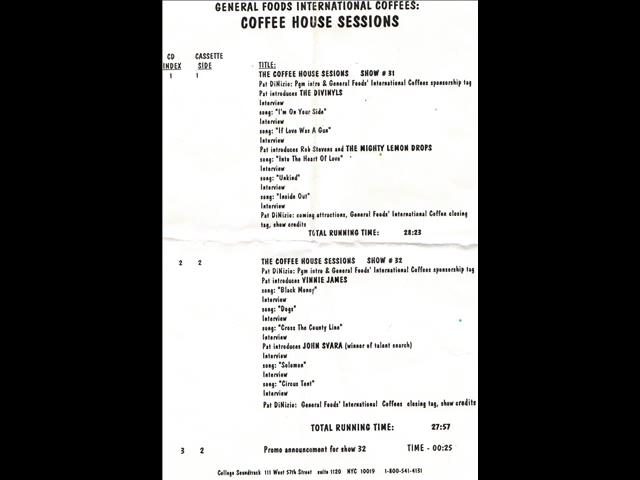 GENERAL FOODS INTERNATIONAL COFFEES:
COFFEE HOUSE SESSIONS
CD CASSETTE
INDEX SIDE TITLE:
1 1 THE COFFEE HOUSE SESIONS SHOW # 31
Pat DiNizio: Pgm intro & General Foods' International Coffees sponsorship tag
Pat introduces THE DIVINYLS
Interview
song: "I'm On Your Side"
Interview
song: "If Love Was A Gun"
Interview
Pat introduces Rob Stevens and THE MIGHTY LEMON DROPS
song: "Into The Heart Of Love"
Interview
song: "Unkind"
Interview
song: "Inside Out"
Interview
Pat DiNizio: coming attractions, General Foods' International Coffee closing
tag, show credits
TOTAL RUNNING TIME: 28:23
2 2 THE COFFEE HOUSE SESSIONS SHOW # 32
Pat DiNizio: Pgm intro & General Foods' International Coffees sponsorship tag
Pat introduces VINNIE JAMES
song: "Black Money"
Interview
song: "Dogs"
Interview
song: "Cross The County Line"
Interview
Pat introduces JOHN SVARA (winner of talent search)
Interview
song: "Solomon"
Interview
song: "Circus Tent"
Interview
Pat DiNizio: General Foods' International Coffees closing tag, show credits
TOTAL RUNNING TIME: 27:57
3 2 Promo announcement for show 32 TIME - 00:25
College Soundtrack 111 West 57th Street suite 1120 NYC 10019 1-800-541-4131